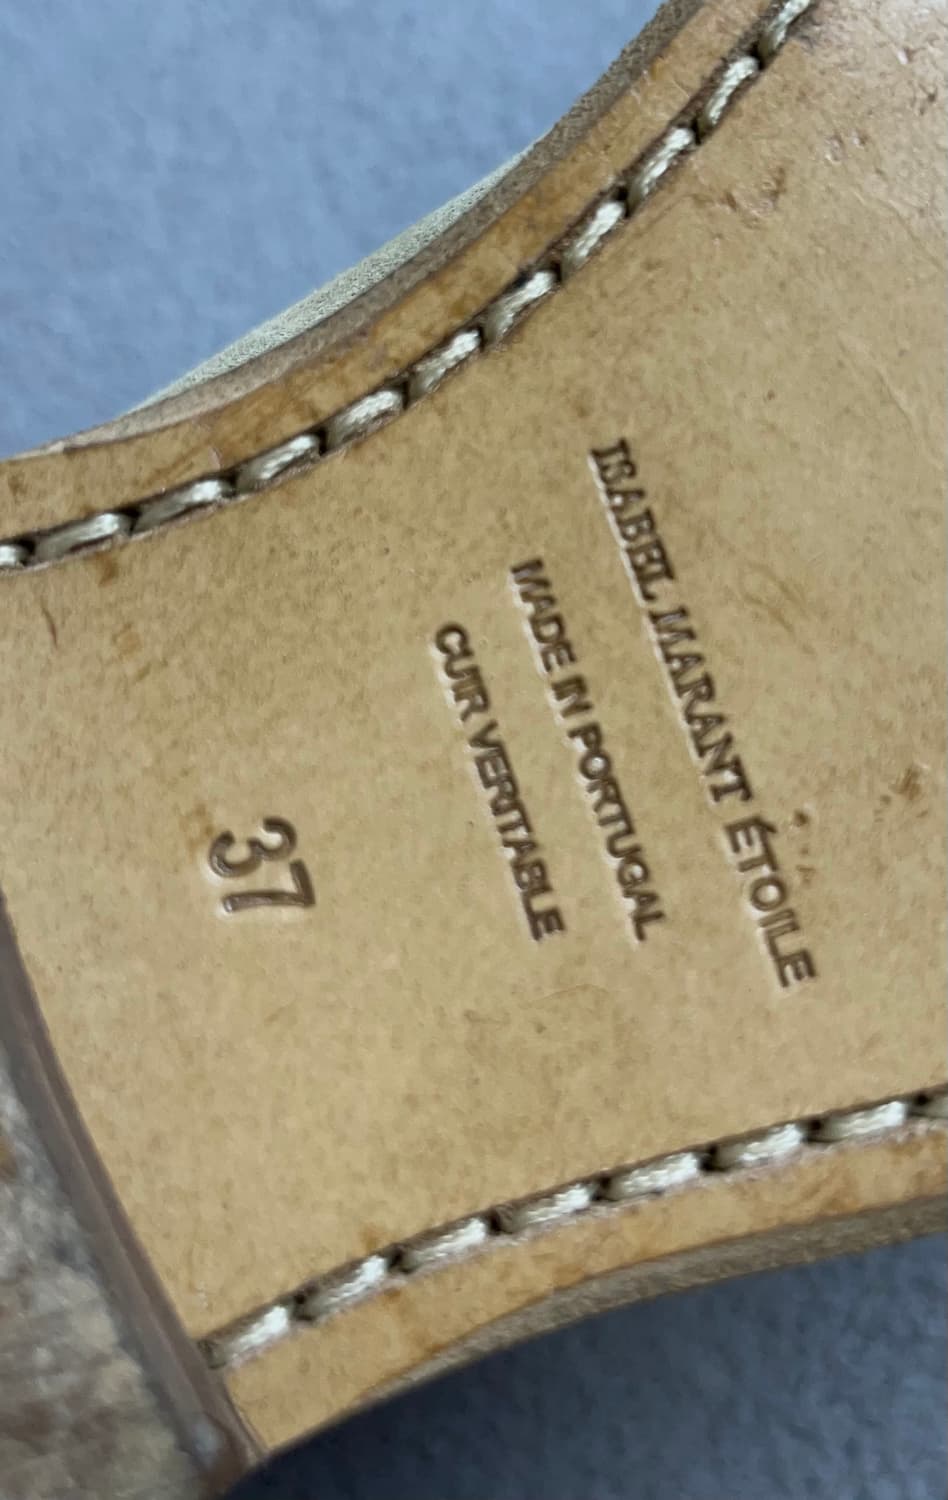 ISABEL MARANT ÉTOILE
MADE IN PORTUGAL
CUIR VERITABLE
37